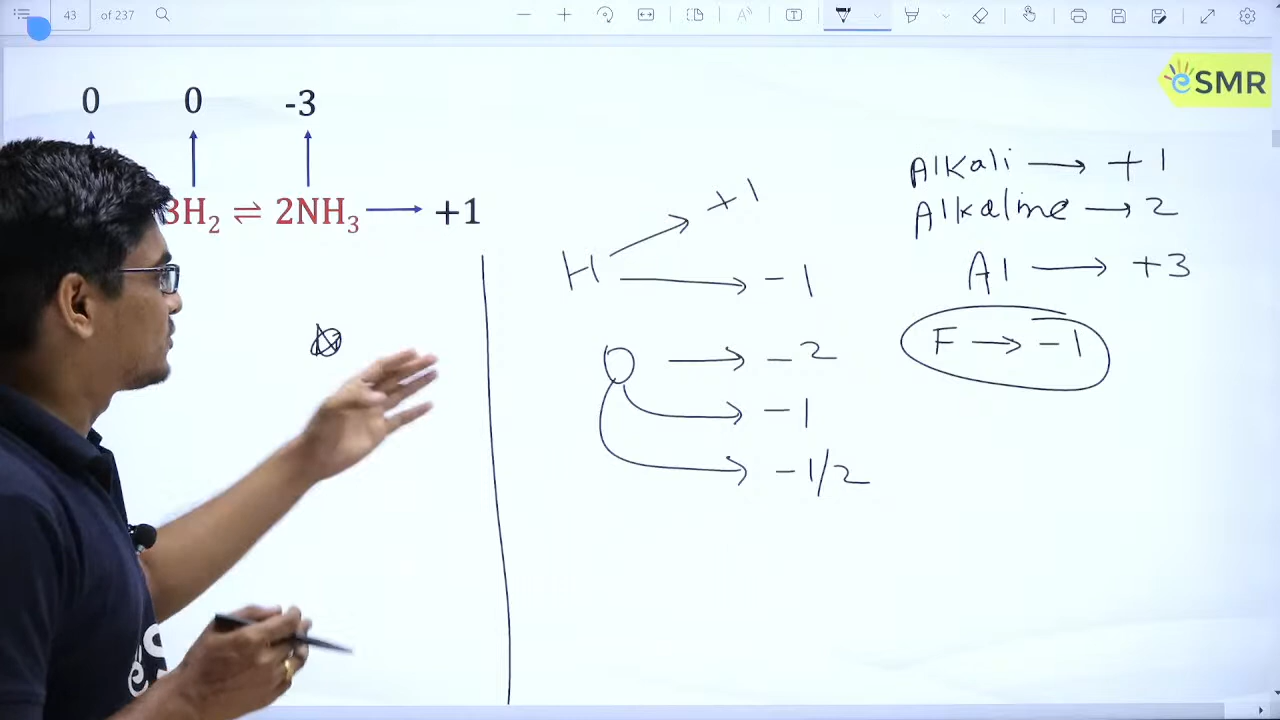 43 of 237
eSMR
0 0 -3
3H₂ ⇌ 2NH₃ → +1
H → +1
→ -1
O → -2
→ -1
→ -1/2
Alkali → +1
Alkaline → 2
Al → +3
F → -1